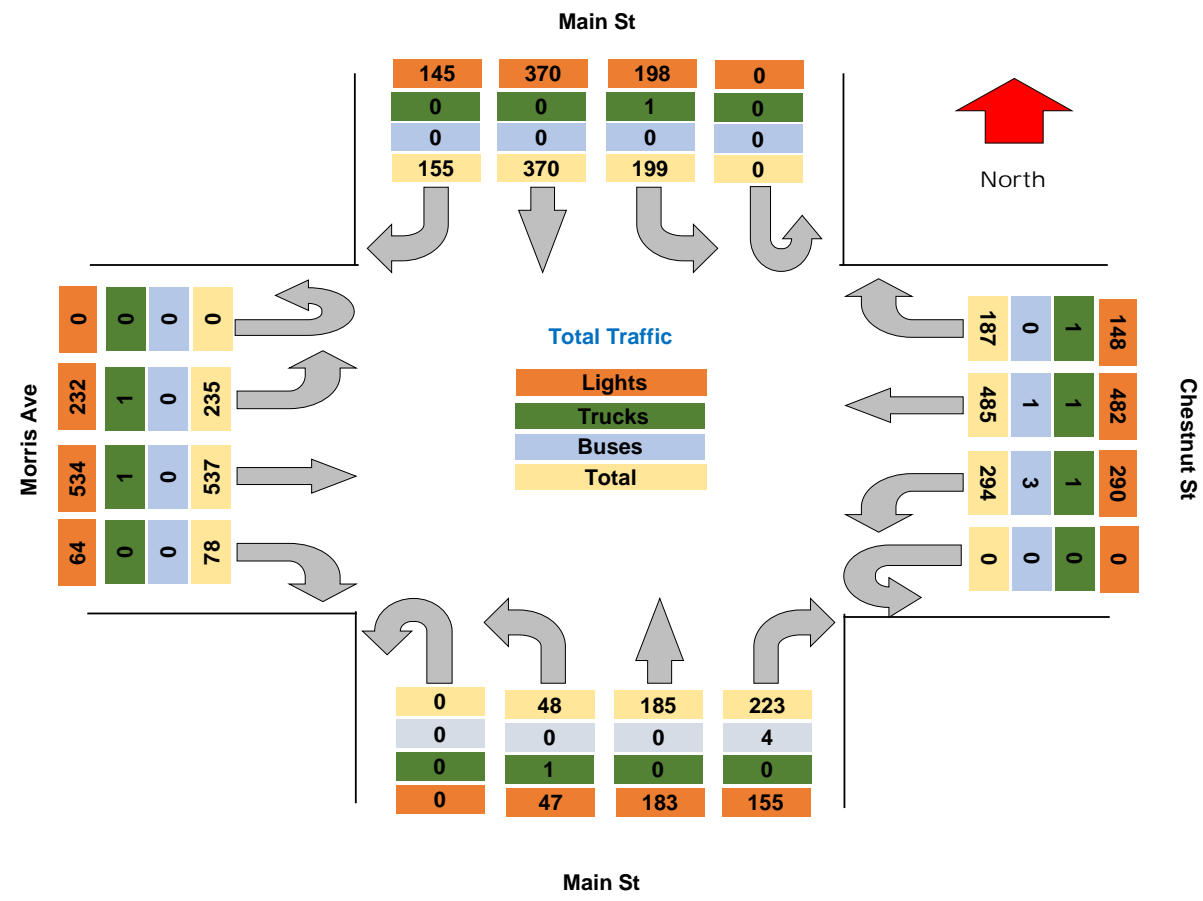 Main St
145 370 198 0
0 0 1 0
0 0 0 0
155 370 199 0
North
0 0 0 0
232 1 0 235
534 1 0 537
64 0 0 78
Morris Ave
Total Traffic
Lights
Trucks
Buses
Total
187 0 1 148
485 1 1 482
294 3 1 290
0 0 0 0
Chestnut St
0 48 185 223
0 0 0 4
0 1 0 0
0 47 183 155
Main St